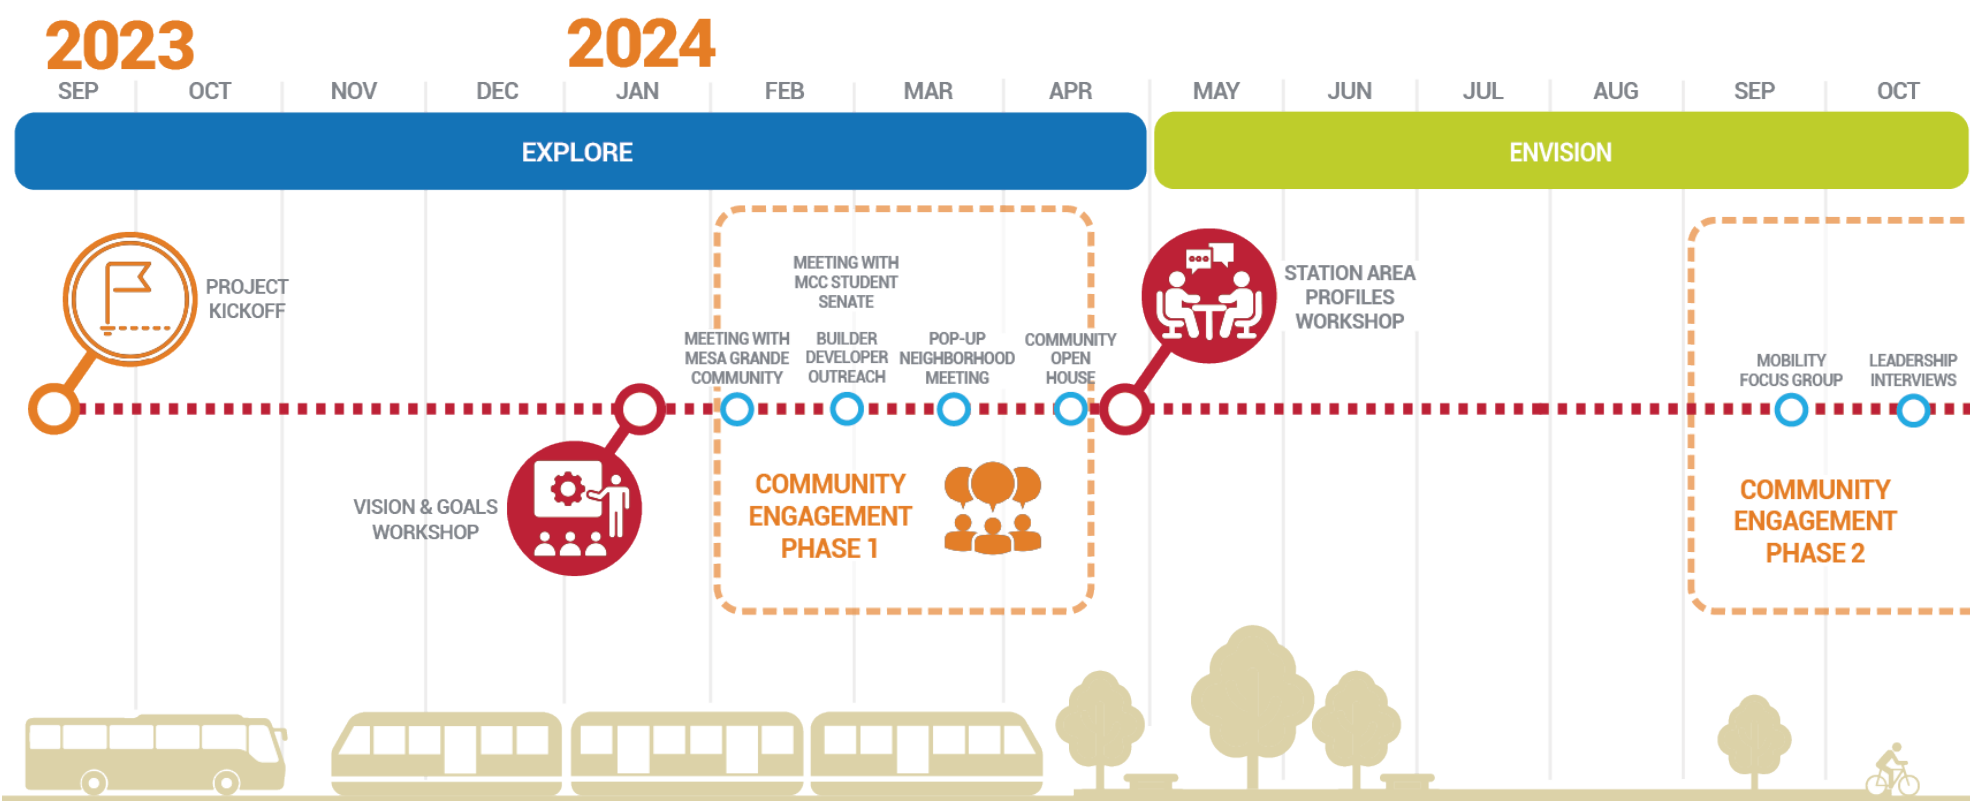 2023
2024
SEP
OCT
NOV
DEC
JAN
FEB
MAR
APR
MAY
JUN
JUL
AUG
SEP
OCT
EXPLORE
ENVISION
PROJECT
KICKOFF
VISION & GOALS
WORKSHOP
MEETING WITH
MESA GRANDE
COMMUNITY
MEETING WITH
MCC STUDENT
SENATE
BUILDER
DEVELOPER
OUTREACH
POP-UP
NEIGHBORHOOD
MEETING
COMMUNITY
OPEN
HOUSE
COMMUNITY
ENGAGEMENT
PHASE 1
STATION AREA
PROFILES
WORKSHOP
MOBILITY
FOCUS GROUP
LEADERSHIP
INTERVIEWS
COMMUNITY
ENGAGEMENT
PHASE 2